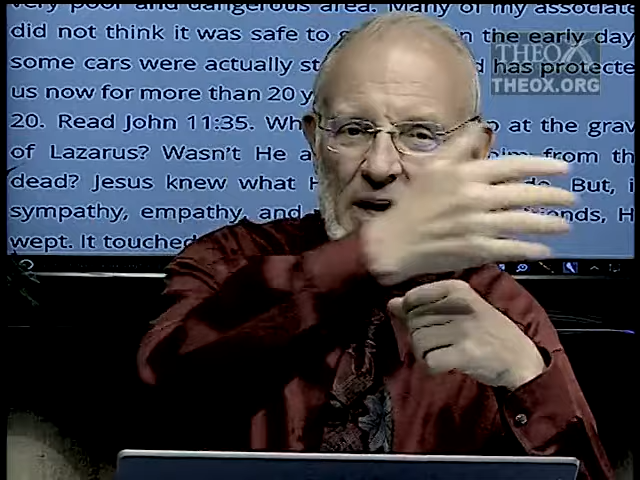 very poor and dangerous area. Many of my associate
did not think it was safe to in the early day
some cars were actually has protecte
us now for more than 20
20. Read John 11:35. at the grav
of Lazarus? Wasn't He from th
dead? Jesus knew what But, i
sympathy, empathy, and H
wept. It touched
THEOX
THEOX.ORG